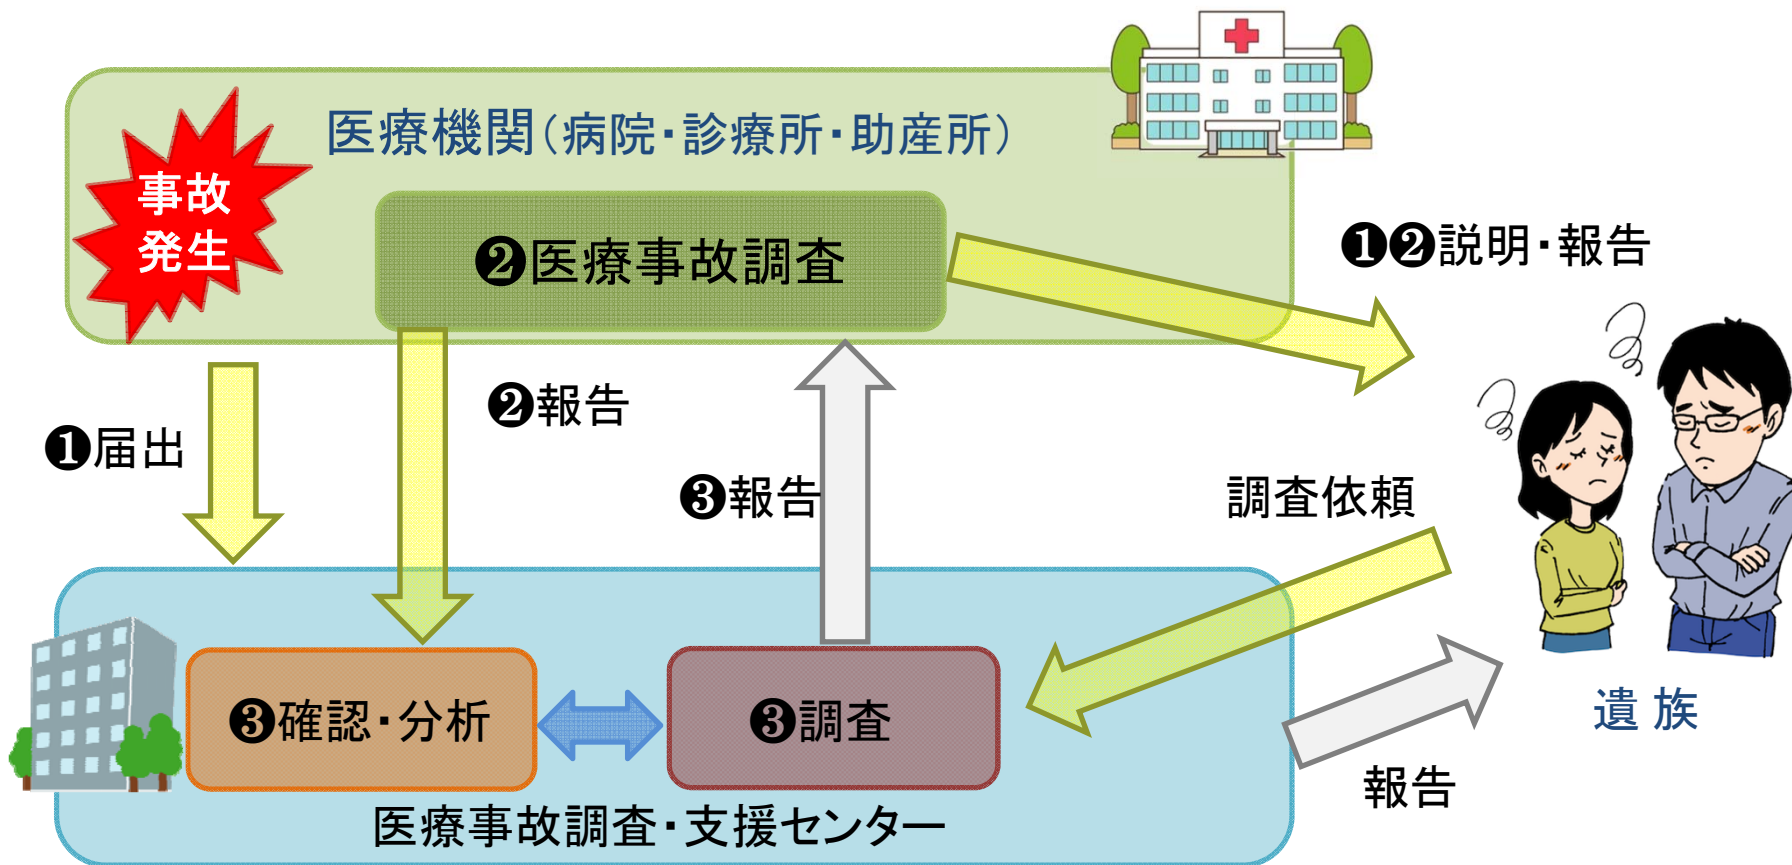 医療機関（病院・診療所・助産所）
事故
発生
❷医療事故調査
❶❷説明・報告
❶届出
❷報告
❸報告
調査依頼
❸確認・分析
❸調査
遺族
報告
医療事故調査・支援センター